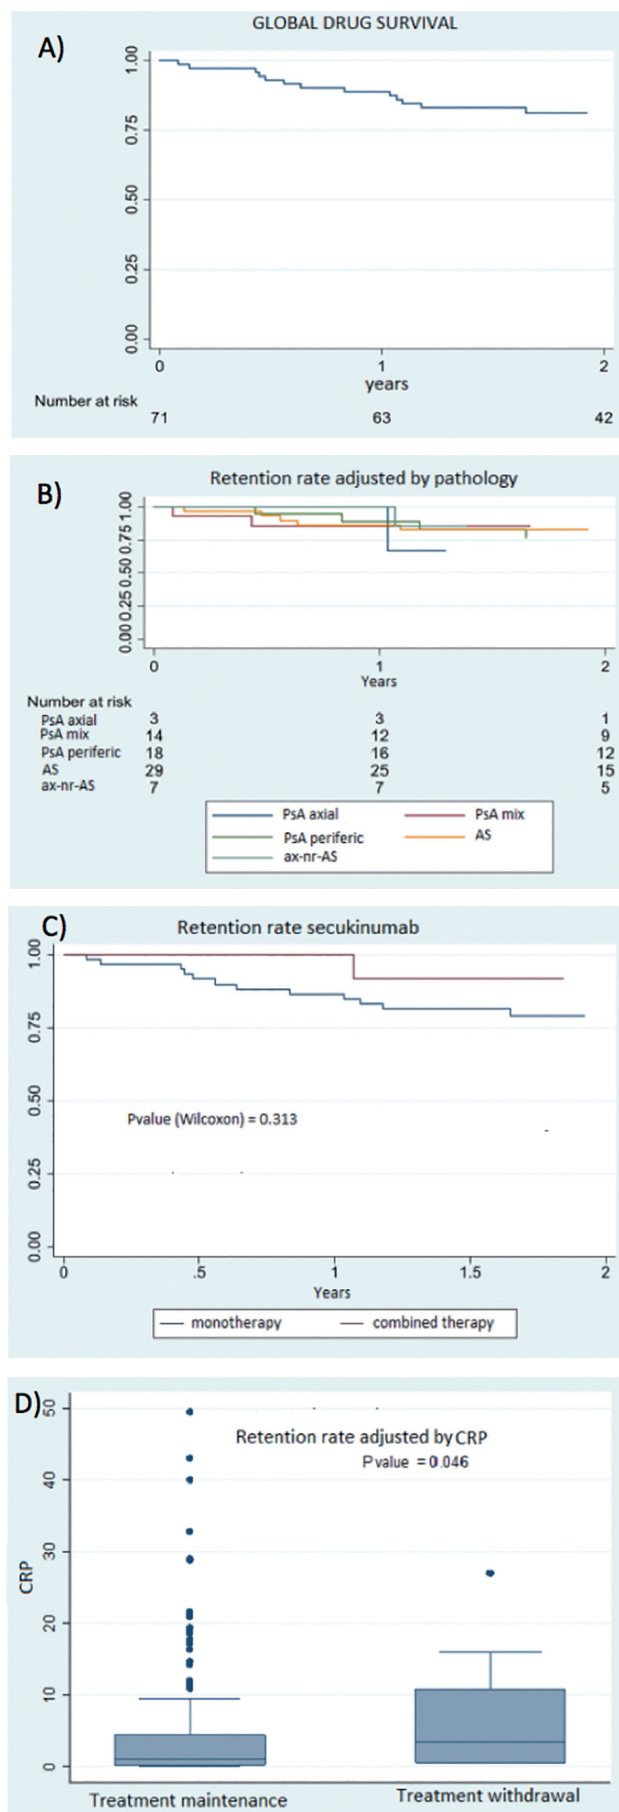 A)
GLOBAL DRUG SURVIVAL
1.00
0.75
0.50
0.25
0.00
0 1 2
years
Number at risk
71 63 42
B)
Retention rate adjusted by pathology
0.00 0.25 0.50 0.75 1.00
0 1 2
Years
Number at risk
PsA axial 3 3 1
PsA mix 14 12 9
PsA periferic 18 16 12
AS 29 25 15
ax-nr-AS 7 7 5
PsA axial PsA mix
PsA periferic AS
ax-nr-AS
C)
Retention rate secukinumab
1.00
0.75
0.50
Pvalue (Wilcoxon) = 0.313
0.25
0.00
0 .5 1 1.5 2
Years
monotherapy combined therapy
D)
50
Retention rate adjusted by CRP
P value = 0.046
40
30
CRP
20
10
0
Treatment maintenance Treatment withdrawal